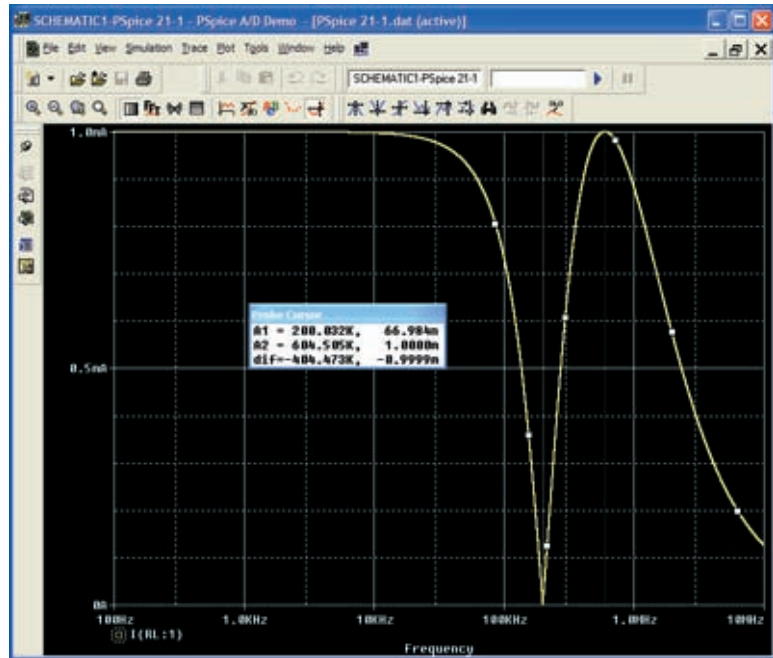 SCHEMATIC1-PSpice 21-1 - PSpice A/D Demo - [PSpice 21-1.dat (active)]
File Edit View Simulation Trace Plot Tools Window Help
SCHEMATIC1-PSpice 21-1
1.0mA
Probe Cursor
A1 = 200.032K, 66.984n
A2 = 604.505K, 1.0000m
dif=-404.473K, -0.9999m
0.5mA
0A
100Hz 1.0KHz 10KHz 100KHz 1.0MHz 10MHz
I(RL:1)
Frequency